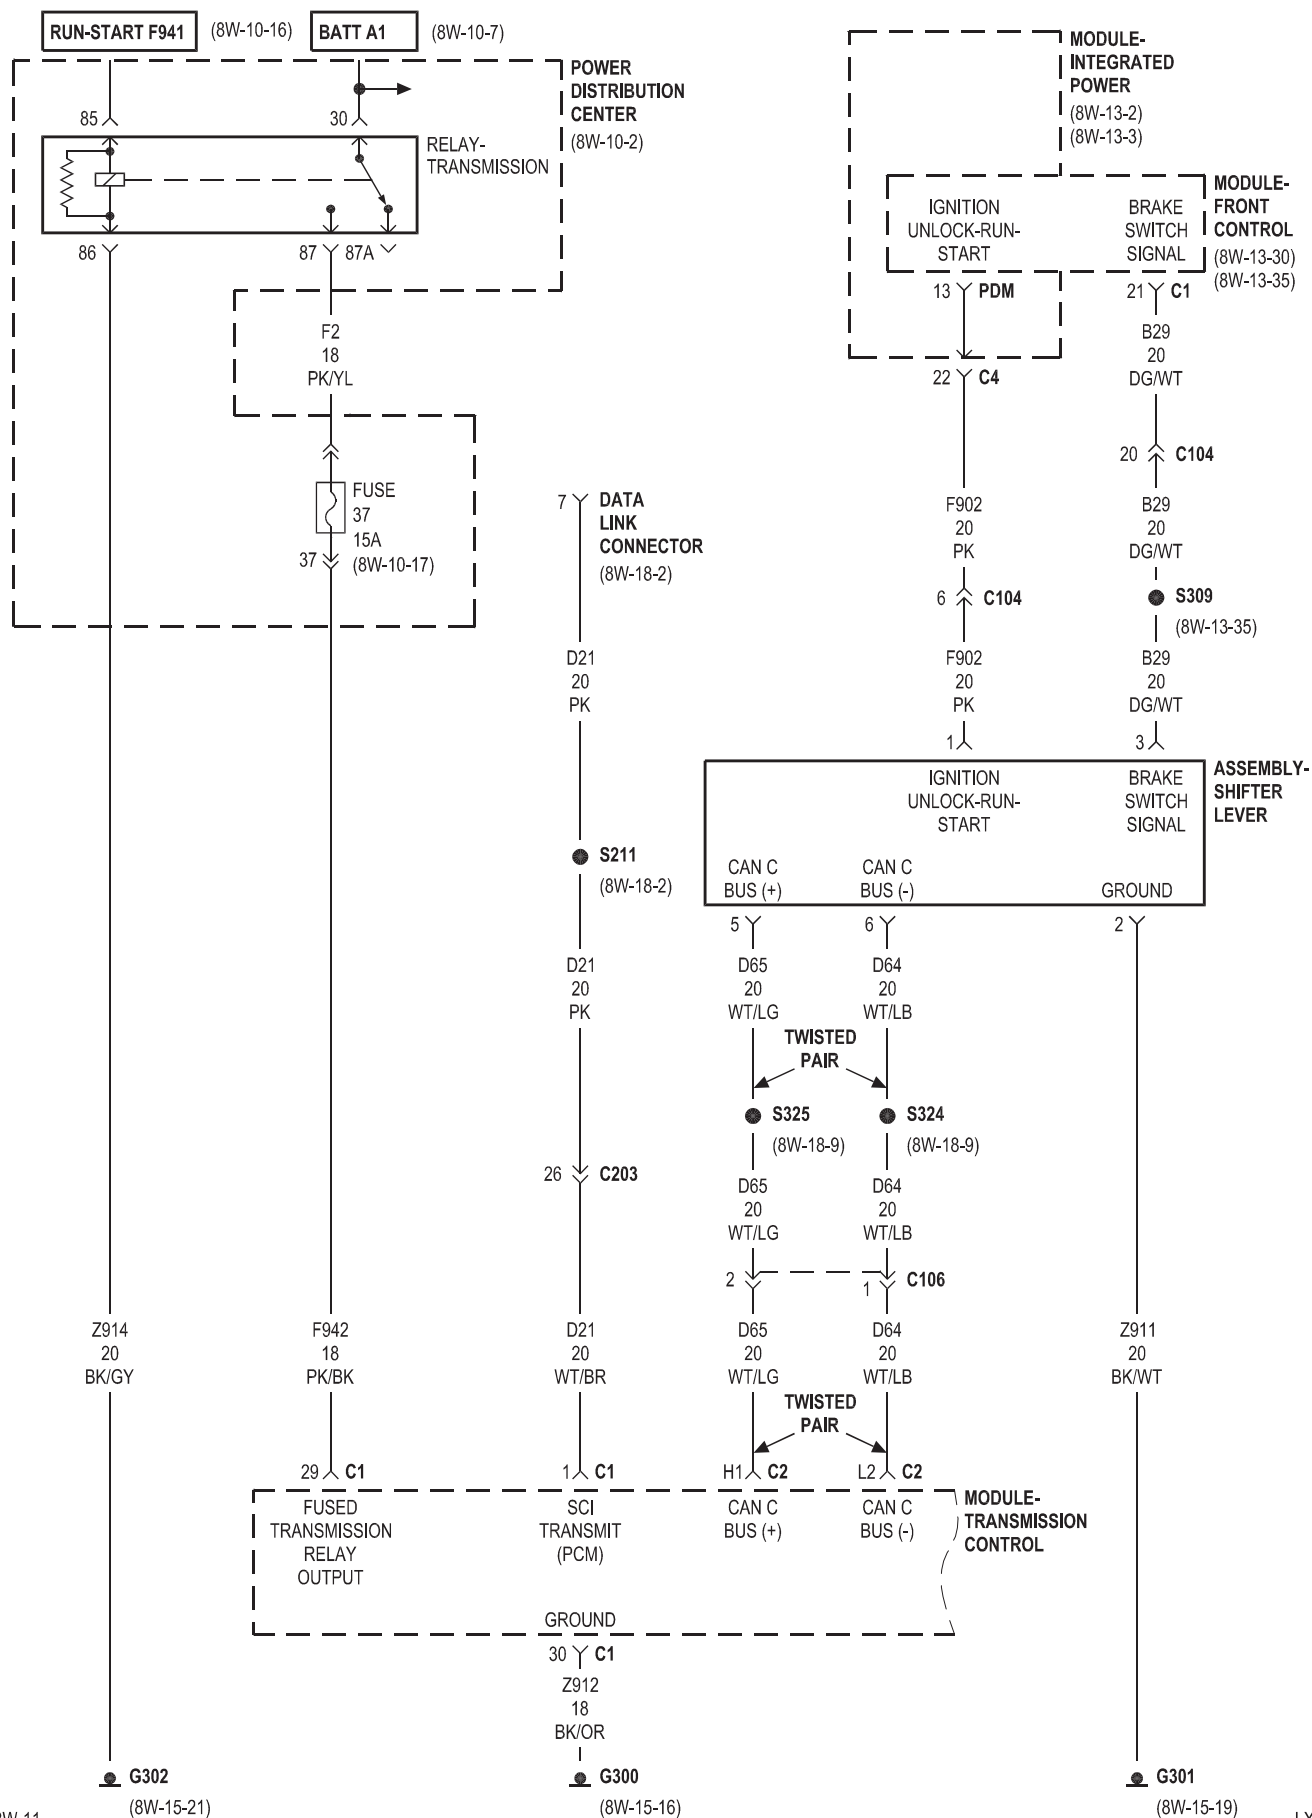 RUN-START F941 (8W-10-16) BATT A1 (8W-10-7)
POWER
DISTRIBUTION
CENTER
(8W-10-2)
85 30
RELAY-
TRANSMISSION
86 87 87A
F2
18
PK/YL
FUSE
37
15A
(8W-10-17)
37
MODULE-
INTEGRATED
POWER
(8W-13-2)
(8W-13-3)
MODULE-
FRONT
CONTROL
(8W-13-30)
(8W-13-35)
IGNITION
UNLOCK-RUN-
START
BRAKE
SWITCH
SIGNAL
13 PDM
21 C1
22 C4
B29
20
DG/WT
20 C104
F902
20
PK
B29
20
DG/WT
6 C104
S309
(8W-13-35)
F902
20
PK
B29
20
DG/WT
1 3
7 DATA
LINK
CONNECTOR
(8W-18-2)
D21
20
PK
S211
(8W-18-2)
D21
20
PK
26 C203
ASSEMBLY-
SHIFTER
LEVER
IGNITION
UNLOCK-RUN-
START
BRAKE
SWITCH
SIGNAL
CAN C
BUS (+)
CAN C
BUS (-)
GROUND
5 6 2
D65
20
WT/LG
D64
20
WT/LB
TWISTED
PAIR
S325
(8W-18-9)
S324
(8W-18-9)
D65
20
WT/LG
D64
20
WT/LB
2 1 C106
Z914
20
BK/GY
F942
18
PK/BK
D21
20
WT/BR
D65
20
WT/LG
D64
20
WT/LB
Z911
20
BK/WT
TWISTED
PAIR
29 C1
1 C1
H1 C2
L2 C2
FUSED
TRANSMISSION
RELAY
OUTPUT
SCI
TRANSMIT
(PCM)
CAN C
BUS (+)
CAN C
BUS (-)
MODULE-
TRANSMISSION
CONTROL
GROUND
30 C1
Z912
18
BK/OR
G302
(8W-15-21)
G300
(8W-15-16)
G301
(8W-15-19)